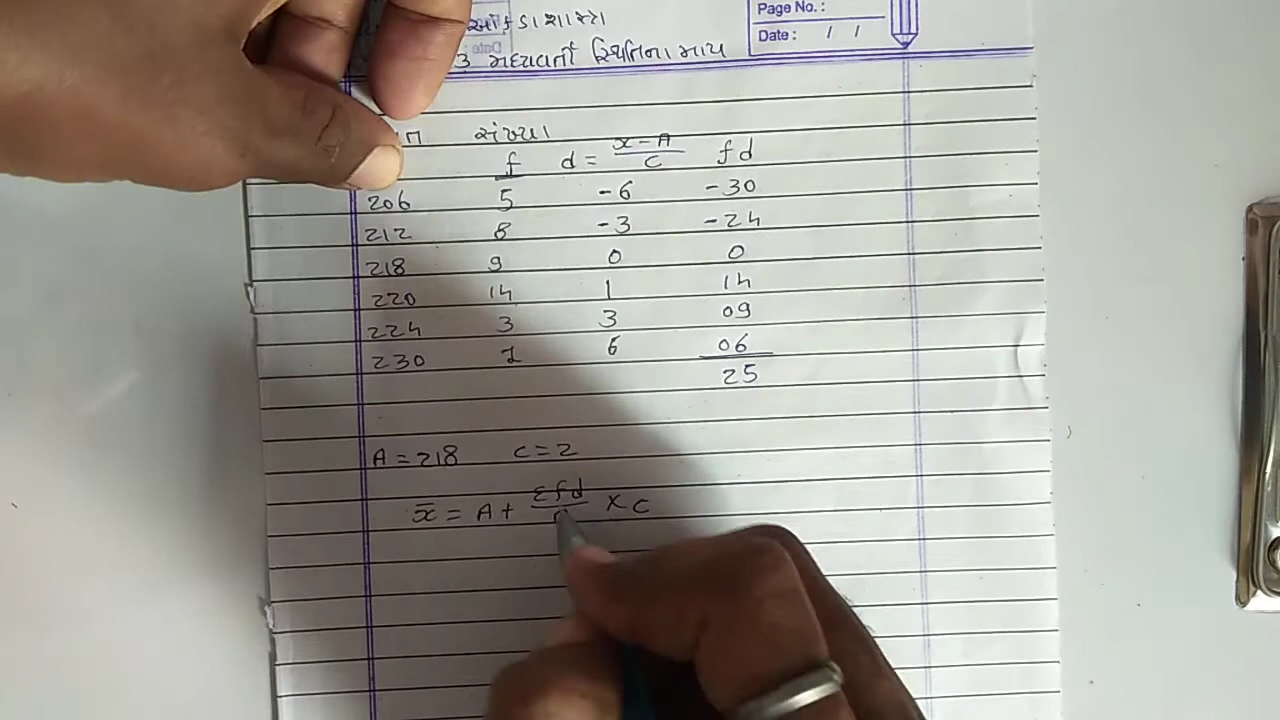 Page No. :
આંકડાશાસ્ત્ર
Date : / /
3 મધ્યવર્તી સ્થિતિના માપ
સંખ્યા
f d = x - A / C fd
206 5 -6 -30
212 8 -3 -24
218 9 0 0
220 14 1 14
224 3 3 09
230 1 6 06
25
A = 218 C = 2
x̄ = A + Σfd / × C